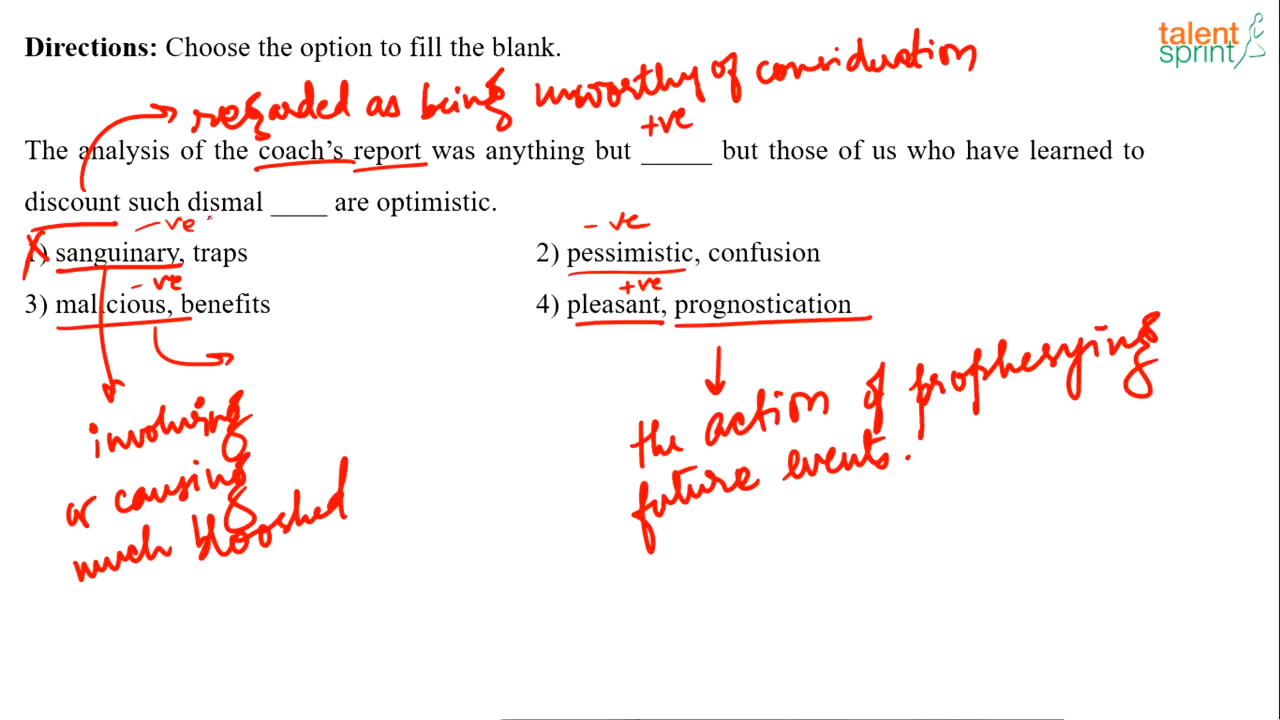 talent
sprint
Directions: Choose the option to fill the blank.
regarded as being unworthy of consideration
+ve
The analysis of the coach's report was anything but _____ but those of us who have learned to
discount such dismal ____ are optimistic.
-ve
-ve
1) sanguinary, traps
2) pessimistic, confusion
-ve
+ve
3) malicious, benefits
4) pleasant, prognostication
involving
or causing
much blooshed
the action of prophesying
future events.